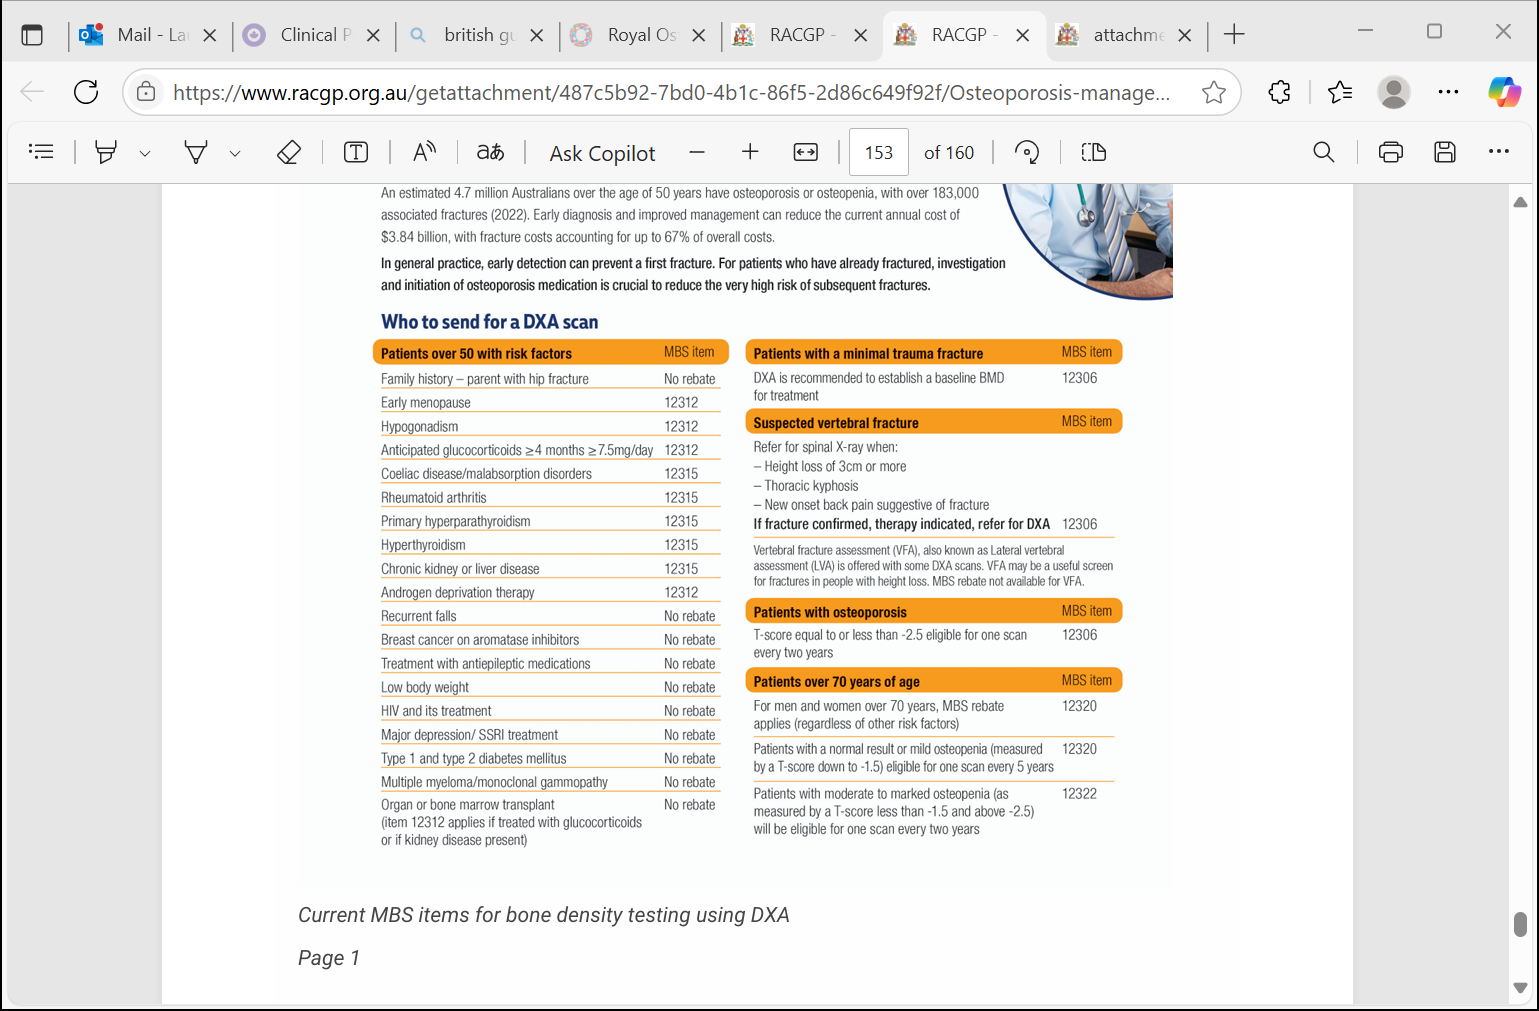 Mail - Lau
Clinical P
british gu
Royal Os
RACGP -
RACGP -
attachme
https://www.racgp.org.au/getattachment/487c5b92-7bd0-4b1c-86f5-2d86c649f92f/Osteoporosis-manage...
Ask Copilot
153 of 160
An estimated 4.7 million Australians over the age of 50 years have osteoporosis or osteopenia, with over 183,000
associated fractures (2022). Early diagnosis and improved management can reduce the current annual cost of
$3.84 billion, with fracture costs accounting for up to 67% of overall costs.
In general practice, early detection can prevent a first fracture. For patients who have already fractured, investigation
and initiation of osteoporosis medication is crucial to reduce the very high risk of subsequent fractures.
Who to send for a DXA scan
Patients over 50 with risk factors MBS item
Family history – parent with hip fracture No rebate
Early menopause 12312
Hypogonadism 12312
Anticipated glucocorticoids ≥4 months ≥7.5mg/day 12312
Coeliac disease/malabsorption disorders 12315
Rheumatoid arthritis 12315
Primary hyperparathyroidism 12315
Hyperthyroidism 12315
Chronic kidney or liver disease 12315
Androgen deprivation therapy 12312
Recurrent falls No rebate
Breast cancer on aromatase inhibitors No rebate
Treatment with antiepileptic medications No rebate
Low body weight No rebate
HIV and its treatment No rebate
Major depression/ SSRI treatment No rebate
Type 1 and type 2 diabetes mellitus No rebate
Multiple myeloma/monoclonal gammopathy No rebate
Organ or bone marrow transplant No rebate
(item 12312 applies if treated with glucocorticoids
or if kidney disease present)
Patients with a minimal trauma fracture MBS item
DXA is recommended to establish a baseline BMD 12306
for treatment
Suspected vertebral fracture MBS item
Refer for spinal X-ray when:
– Height loss of 3cm or more
– Thoracic kyphosis
– New onset back pain suggestive of fracture
If fracture confirmed, therapy indicated, refer for DXA 12306
Vertebral fracture assessment (VFA), also known as Lateral vertebral
assessment (LVA) is offered with some DXA scans. VFA may be a useful screen
for fractures in people with height loss. MBS rebate not available for VFA.
Patients with osteoporosis MBS item
T-score equal to or less than -2.5 eligible for one scan 12306
every two years
Patients over 70 years of age MBS item
For men and women over 70 years, MBS rebate 12320
applies (regardless of other risk factors)
Patients with a normal result or mild osteopenia (measured 12320
by a T-score down to -1.5) eligible for one scan every 5 years
Patients with moderate to marked osteopenia (as 12322
measured by a T-score less than -1.5 and above -2.5)
will be eligible for one scan every two years
Current MBS items for bone density testing using DXA
Page 1